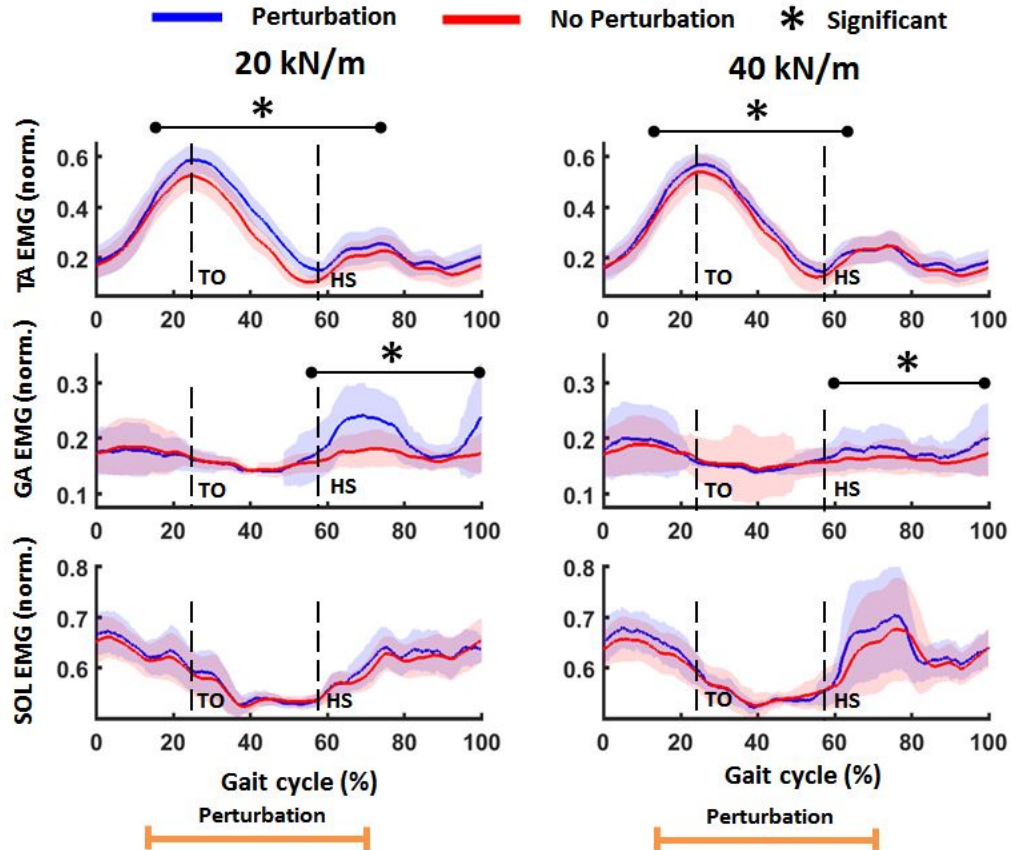 Perturbation No Perturbation * Significant
20 kN/m 40 kN/m
* *
TA EMG (norm.)
0.6 0.6
0.4 0.4
0.2 0.2
TO HS TO HS
0 20 40 60 80 100 0 20 40 60 80 100
* *
GA EMG (norm.)
0.3 0.3
0.2 0.2
0.1 0.1
TO HS TO HS
0 20 40 60 80 100 0 20 40 60 80 100
SOL EMG (norm.)
0.8 0.8
0.7 0.7
0.6 0.6
TO HS TO HS
0 20 40 60 80 100 0 20 40 60 80 100
Gait cycle (%) Gait cycle (%)
Perturbation Perturbation